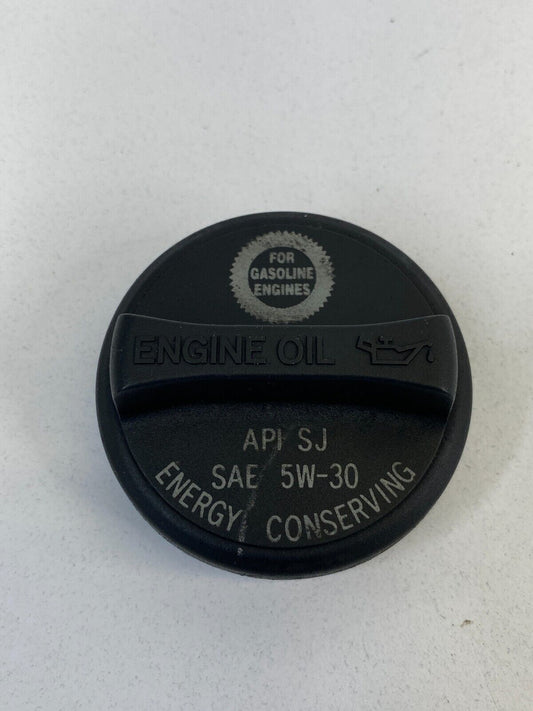 FOR
GASOLINE
ENGINES
ENGINE OIL
API SJ
SAE 5W-30
ENERGY CONSERVING